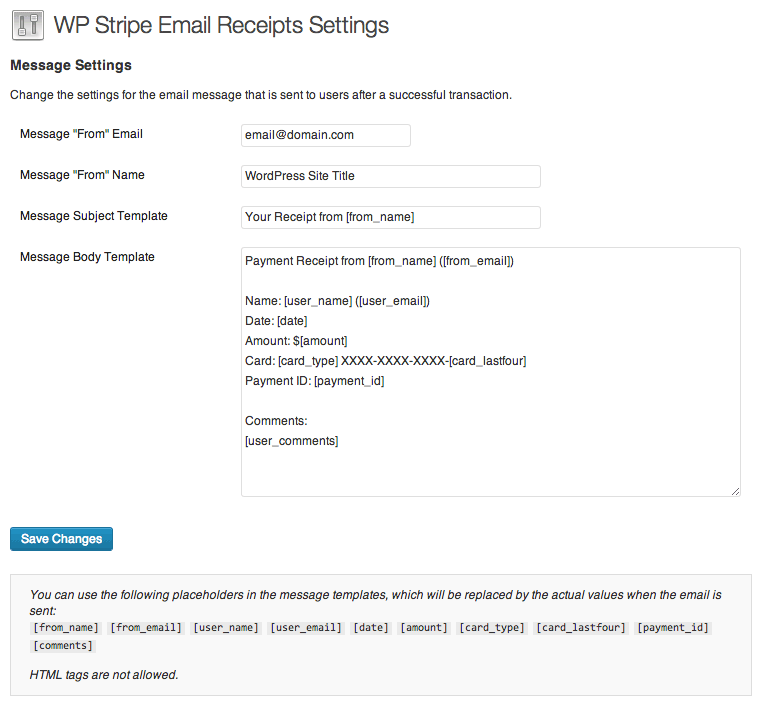 WP Stripe Email Receipts Settings
Message Settings
Change the settings for the email message that is sent to users after a successful transaction.
Message "From" Email
email@domain.com
Message "From" Name
WordPress Site Title
Message Subject Template
Your Receipt from [from_name]
Message Body Template
Payment Receipt from [from_name] ([from_email])
Name: [user_name] ([user_email])
Date: [date]
Amount: $[amount]
Card: [card_type] XXXX-XXXX-XXXX-[card_lastfour]
Payment ID: [payment_id]
Comments:
[user_comments]
Save Changes
You can use the following placeholders in the message templates, which will be replaced by the actual values when the email is
sent:
[from_name] [from_email] [user_name] [user_email] [date] [amount] [card_type] [card_lastfour] [payment_id]
[comments]
HTML tags are not allowed.